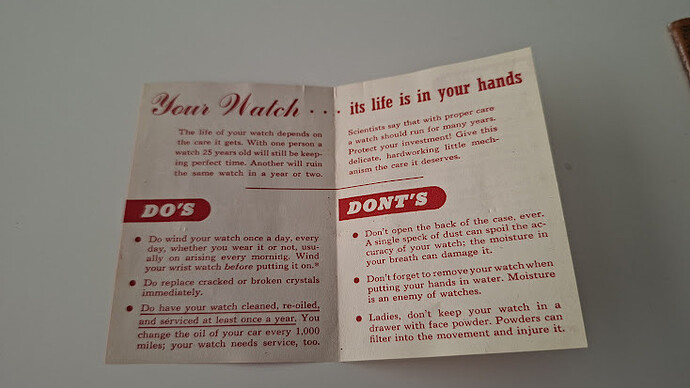 Your Watch . . .
The life of your watch depends on
the care it gets. With one person a
watch 25 years old will still be keep-
ing perfect time. Another will ruin
the same watch in a year or two.
DO'S
• Do wind your watch once a day, every
day, whether you wear it or not, usu-
ally on arising every morning. Wind
your wrist watch before putting it on.*
• Do replace cracked or broken crystals
immediately.
• Do have your watch cleaned, re-oiled,
and serviced at least once a year. You
change the oil of your car every 1,000
miles; your watch needs service, too.
its life is in your hands
Scientists say that with proper care
a watch should run for many years.
Protect your investment! Give this
delicate, hardworking little mech-
anism the care it deserves.
DONT'S
• Don't open the back of the case, ever.
A single speck of dust can spoil the ac-
curacy of your watch; the moisture in
your breath can damage it.
• Don't forget to remove your watch when
putting your hands in water. Moisture
is an enemy of watches.
• Ladies, don't keep your watch in a
drawer with face powder. Powders can
filter into the movement and injure it.